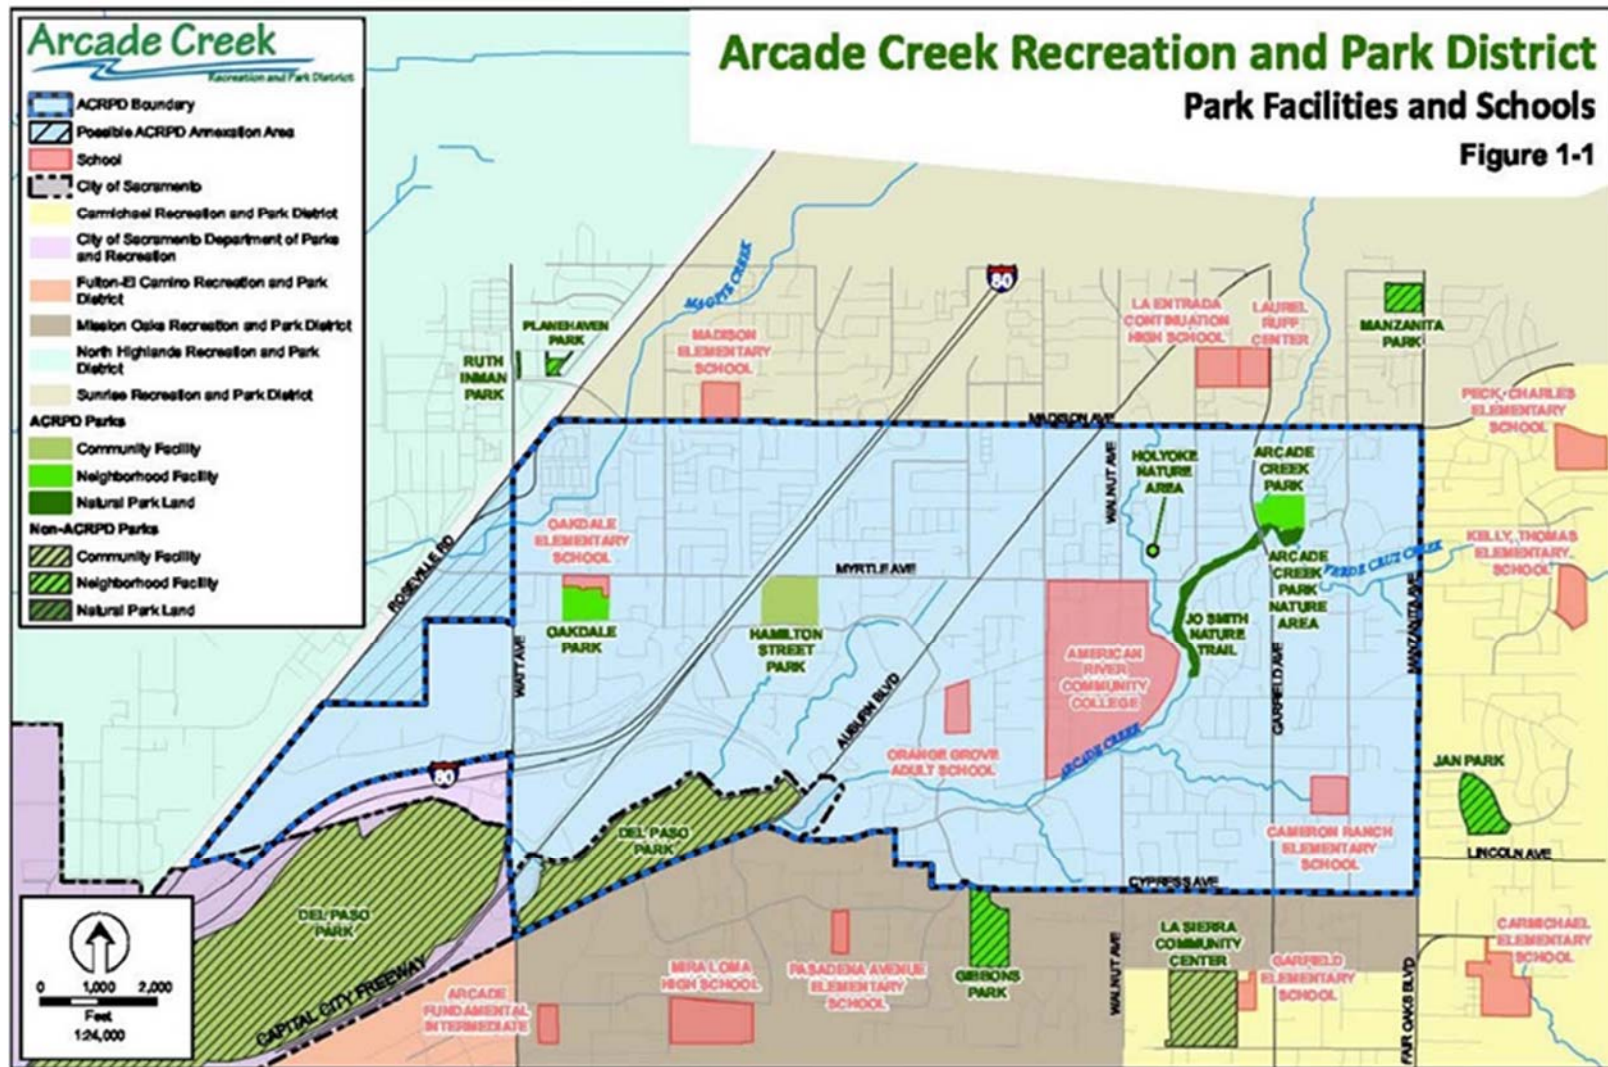 Arcade Creek
Recreation and Park District
ACRPD Boundary
Possible ACRPD Annexation Area
School
City of Sacramento
Carmichael Recreation and Park District
City of Sacramento Department of Parks
and Recreation
Fulton-El Camino Recreation and Park
District
Mission Oaks Recreation and Park District
North Highlands Recreation and Park
District
Sunrise Recreation and Park District
ACRPD Parks
Community Facility
Neighborhood Facility
Natural Park Land
Non-ACRPD Parks
Community Facility
Neighborhood Facility
Natural Park Land
Arcade Creek Recreation and Park District
Park Facilities and Schools
Figure 1-1
MAGPIE CREEK
80
PLANEHAVEN
PARK
RUTH
INMAN
PARK
MADISON
ELEMENTARY
SCHOOL
LA ENTRADA
CONTINUATION
HIGH SCHOOL
LAUREL
RUFF
CENTER
MANZANITA
PARK
PECK, CHARLES
ELEMENTARY
SCHOOL
MADISON AVE
WALNUT AVE
HOLYOKE
NATURE
AREA
ARCADE
CREEK
PARK
OAKDALE
ELEMENTARY
SCHOOL
ROSEVILLE RD
MYRTLE AVE
ARCADE
CREEK
PARK
NATURE
AREA
VERDE CRUZ CREEK
KELLY, THOMAS
ELEMENTARY
SCHOOL
MANZANITA AVE
OAKDALE
PARK
HAMILTON
STREET
PARK
WATT AVE
JO SMITH
NATURE
TRAIL
AMERICAN
RIVER
COMMUNITY
COLLEGE
GARFIELD AVE
AUBURN BLVD
ORANGE GROVE
ADULT SCHOOL
ARCADE CREEK
80
JAN PARK
DEL PASO
PARK
CAMERON RANCH
ELEMENTARY
SCHOOL
LINCOLN AVE
CYPRESS AVE
DEL PASO
PARK
CAPITAL CITY FREEWAY
LA SIERRA
COMMUNITY
CENTER
CARMICHAEL
ELEMENTARY
SCHOOL
MIRA LOMA
HIGH SCHOOL
PASADENA AVENUE
ELEMENTARY
SCHOOL
GIBBONS
PARK
WALNUT AVE
GARFIELD
ELEMENTARY
SCHOOL
FAIR OAKS BLVD
ARCADE
FUNDAMENTAL
INTERMEDIATE
0 1,000 2,000
Feet
1:24,000